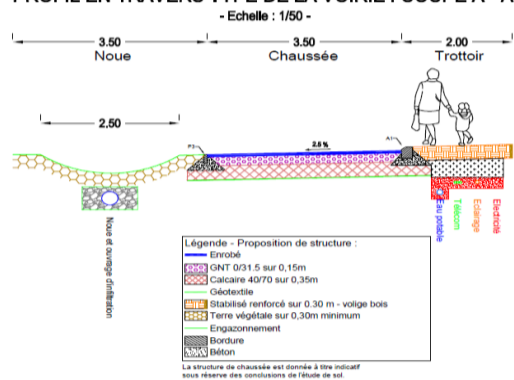 - Echelle : 1/50 -
3.50
3.50
2.00
Noue
Chaussée
Trottoir
2.50
P3
2.5 %
A1
Noue et ouvrage d'infiltration
Eau potable
Télécom
Eclairage
Electricité
Légende - Proposition de structure :
Enrobé
GNT 0/31.5 sur 0,15m
Calcaire 40/70 sur 0,35m
Géotextile
Stabilisé renforcé sur 0.30 m - volige bois
Terre végétale sur 0,30m minimum
Engazonnement
Bordure
Béton
La structure de chaussée est donnée à titre indicatif
sous réserve des conclusions de l'étude de sol.